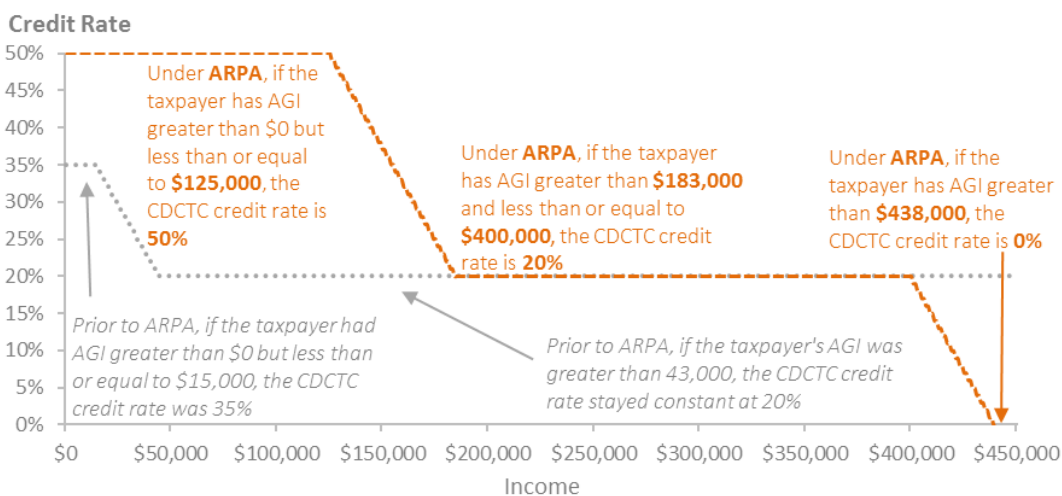 Credit Rate
50%
45%
40%
35%
30%
25%
20%
15%
10%
5%
0%
Under ARPA, if the
taxpayer has AGI
greater than $0 but
less than or equal
to $125,000, the
CDCTC credit rate is
50%
Under ARPA, if the taxpayer
has AGI greater than $183,000
and less than or equal to
$400,000, the CDCTC credit
rate is 20%
Under ARPA, if the
taxpayer has AGI greater
than $438,000, the
CDCTC credit rate is 0%
Prior to ARPA, if the taxpayer had
AGI greater than $0 but less than
or equal to $15,000, the CDCTC
credit rate was 35%
Prior to ARPA, if the taxpayer's AGI was
greater than 43,000, the CDCTC credit
rate stayed constant at 20%
$0 $50,000 $100,000 $150,000 $200,000 $250,000 $300,000 $350,000 $400,000 $450,000
Income